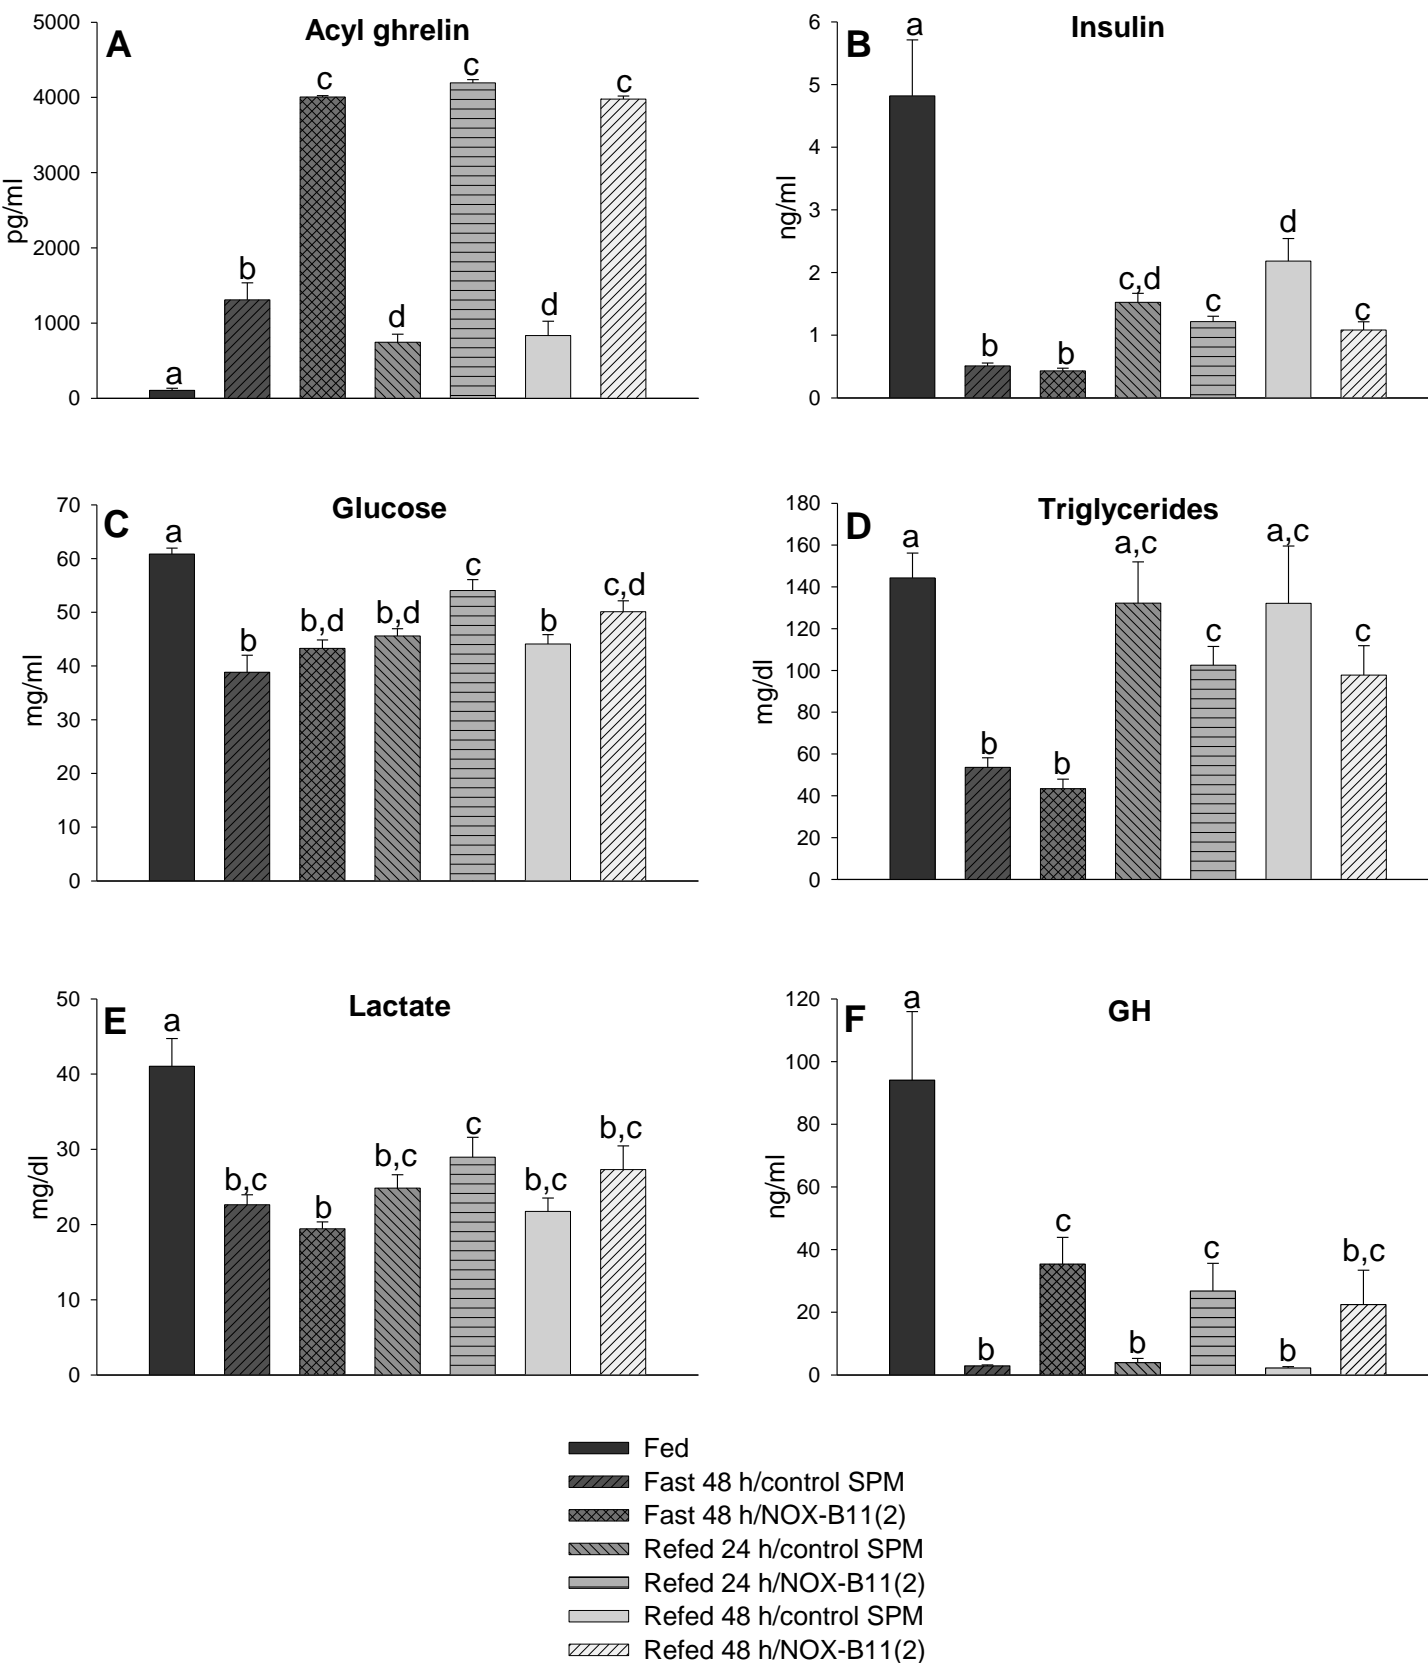 A
Acyl ghrelin
pg/ml
5000
4000
3000
2000
1000
0
a
b
c
d
c
d
c
B
Insulin
ng/ml
6
5
4
3
2
1
0
a
b
b
c,d
c
d
c
C
Glucose
mg/ml
70
60
50
40
30
20
10
0
a
b
b,d
b,d
c
b
c,d
D
Triglycerides
mg/dl
180
160
140
120
100
80
60
40
20
0
a
b
b
a,c
c
a,c
c
E
Lactate
mg/dl
50
40
30
20
10
0
a
b,c
b
b,c
c
b,c
b,c
F
GH
ng/ml
120
100
80
60
40
20
0
a
b
c
b
c
b
b,c
Fed
Fast 48 h/control SPM
Fast 48 h/NOX-B11(2)
Refed 24 h/control SPM
Refed 24 h/NOX-B11(2)
Refed 48 h/control SPM
Refed 48 h/NOX-B11(2)